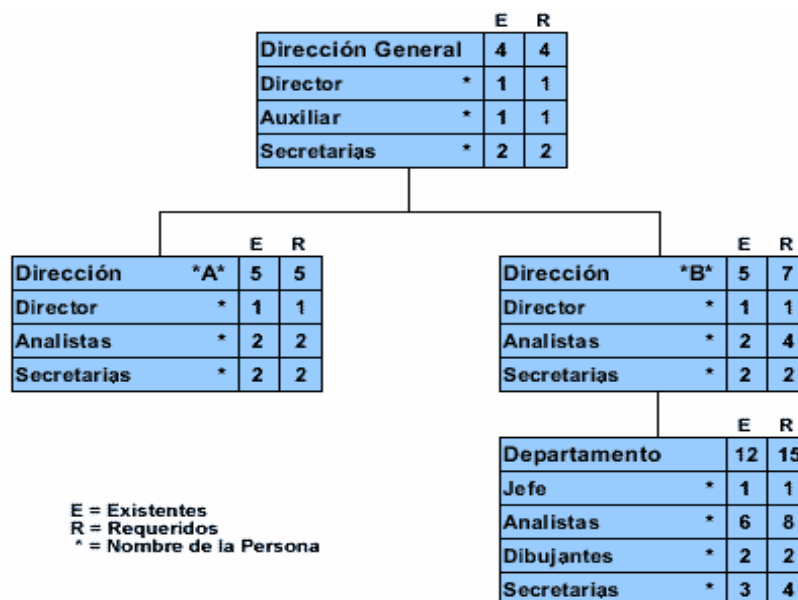 E R
Dirección General 4 4
Director * 1 1
Auxiliar * 1 1
Secretarias * 2 2
E R
Dirección *A* 5 5
Director * 1 1
Analistas * 2 2
Secretarias * 2 2
E R
Dirección *B* 5 7
Director * 1 1
Analistas * 2 4
Secretarias * 2 2
E R
Departamento 12 15
Jefe * 1 1
Analistas * 6 8
Dibujantes * 2 2
Secretarias * 3 4
E = Existentes
R = Requeridos
* = Nombre de la Persona